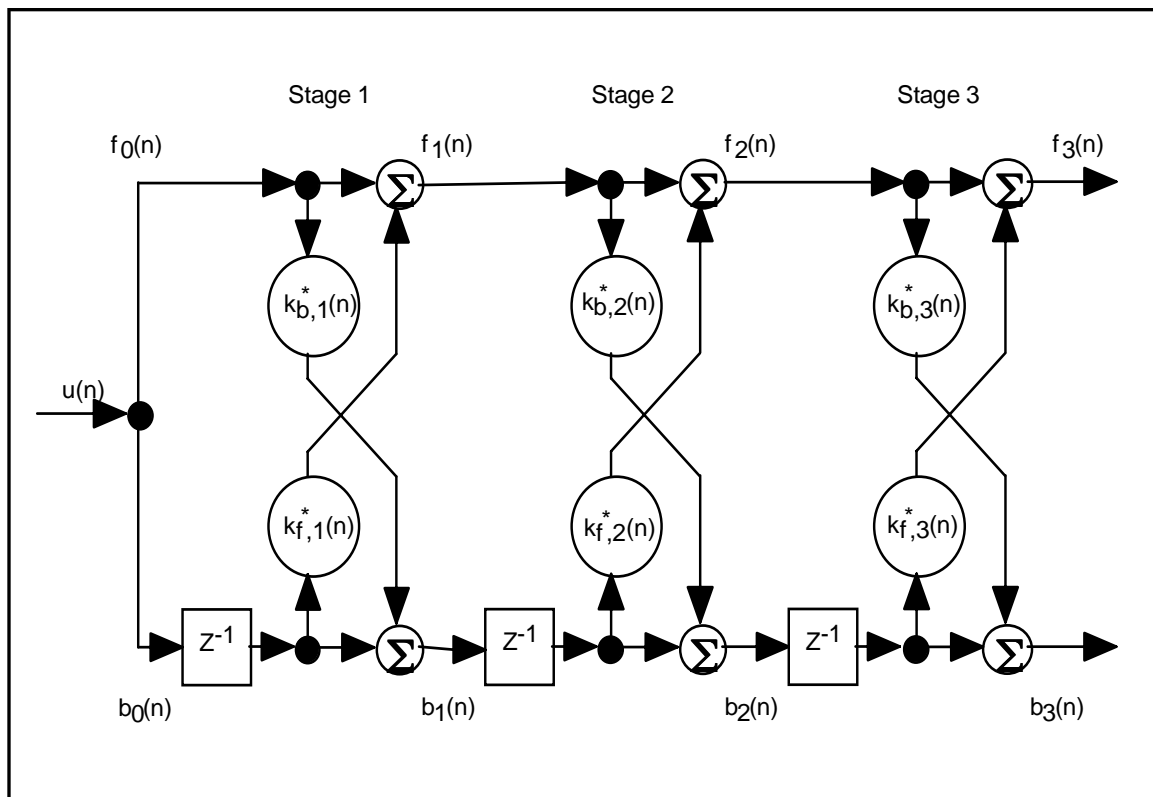 Stage 1 Stage 2 Stage 3
f0(n) f1(n) f2(n) f3(n)
Σ Σ Σ
k*b,1(n) k*b,2(n) k*b,3(n)
u(n)
k*f,1(n) k*f,2(n) k*f,3(n)
Z-1 Σ Z-1 Σ Z-1 Σ
b0(n) b1(n) b2(n) b3(n)